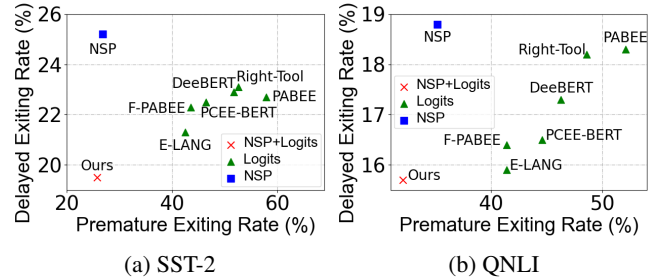 26
24
22
20
20
40
60
Delayed Exiting Rate (%)
Premature Exiting Rate (%)
NSP
Right-Tool
DeeBERT
PABEE
F-PABEE
PCEE-BERT
E-LANG
Ours
NSP+Logits
Logits
NSP
(a) SST-2
19
18
17
16
40
50
Delayed Exiting Rate (%)
Premature Exiting Rate (%)
NSP
PABEE
Right-Tool
DeeBERT
F-PABEE
PCEE-BERT
E-LANG
Ours
NSP+Logits
Logits
NSP
(b) QNLI